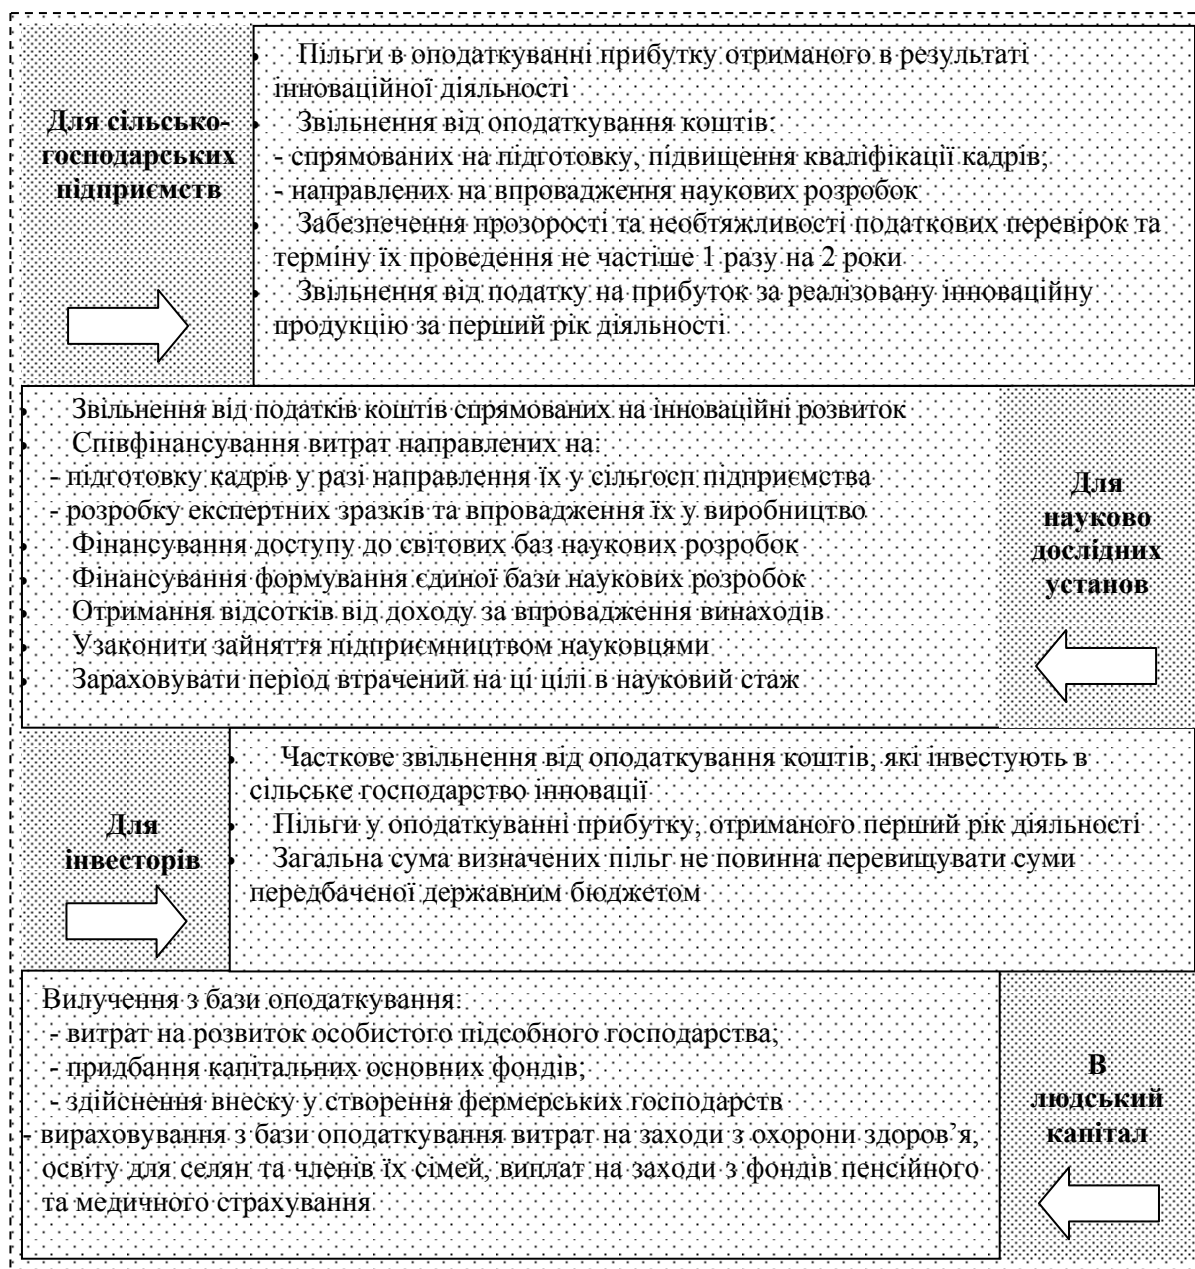 Для сільсько-
господарських
підприємств
• Пільги в оподаткуванні прибутку отриманого в результаті
інноваційної діяльності
• Звільнення від оподаткування коштів:
- спрямованих на підготовку, підвищення кваліфікації кадрів;
- направлених на впровадження наукових розробок
• Забезпечення прозорості та необтяжливості податкових перевірок та
терміну їх проведення не частіше 1 разу на 2 роки
• Звільнення від податку на прибуток за реалізовану інноваційну
продукцію за перший рік діяльності
• Звільнення від податків коштів спрямованих на інноваційні розвиток
• Співфінансування витрат направлених на:
- підготовку кадрів у разі направлення їх у сільгосп підприємства
- розробку експертних зразків та впровадження їх у виробництво
• Фінансування доступу до світових баз наукових розробок
• Фінансування формування єдиної бази наукових розробок
• Отримання відсотків від доходу за впровадження винаходів
• Узаконити зайняття підприємництвом науковцями
• Зараховувати період втрачений на ці цілі в науковий стаж
Для
науково
дослідних
установ
Для
інвесторів
• Часткове звільнення від оподаткування коштів, які інвестують в
сільське господарство інновації
• Пільги у оподаткуванні прибутку, отриманого перший рік діяльності
• Загальна сума визначених пільг не повинна перевищувати суми
передбаченої державним бюджетом
Вилучення з бази оподаткування:
- витрат на розвиток особистого підсобного господарства;
- придбання капітальних основних фондів;
- здійснення внеску у створення фермерських господарств
- вираховування з бази оподаткування витрат на заходи з охорони здоров’я,
освіту для селян та членів їх сімей, виплат на заходи з фондів пенсійного
та медичного страхування
В
людський
капітал